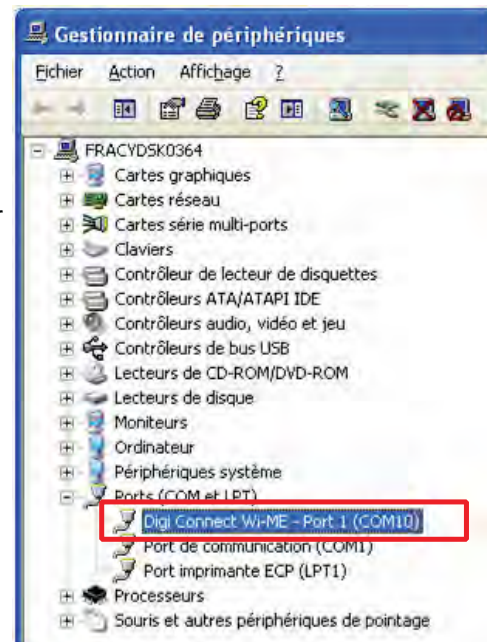 Gestionnaire de périphériques
Fichier Action Affichage ?
FRACYDSK0364
Cartes graphiques
Cartes réseau
Cartes série multi-ports
Claviers
Contrôleur de lecteur de disquettes
Contrôleurs ATA/ATAPI IDE
Contrôleurs audio, vidéo et jeu
Contrôleurs de bus USB
Lecteurs de CD-ROM/DVD-ROM
Lecteurs de disque
Moniteurs
Ordinateur
Périphériques système
Ports (COM et LPT)
Digi Connect Wi-ME - Port 1 (COM10)
Port de communication (COM1)
Port imprimante ECP (LPT1)
Processeurs
Souris et autres périphériques de pointage